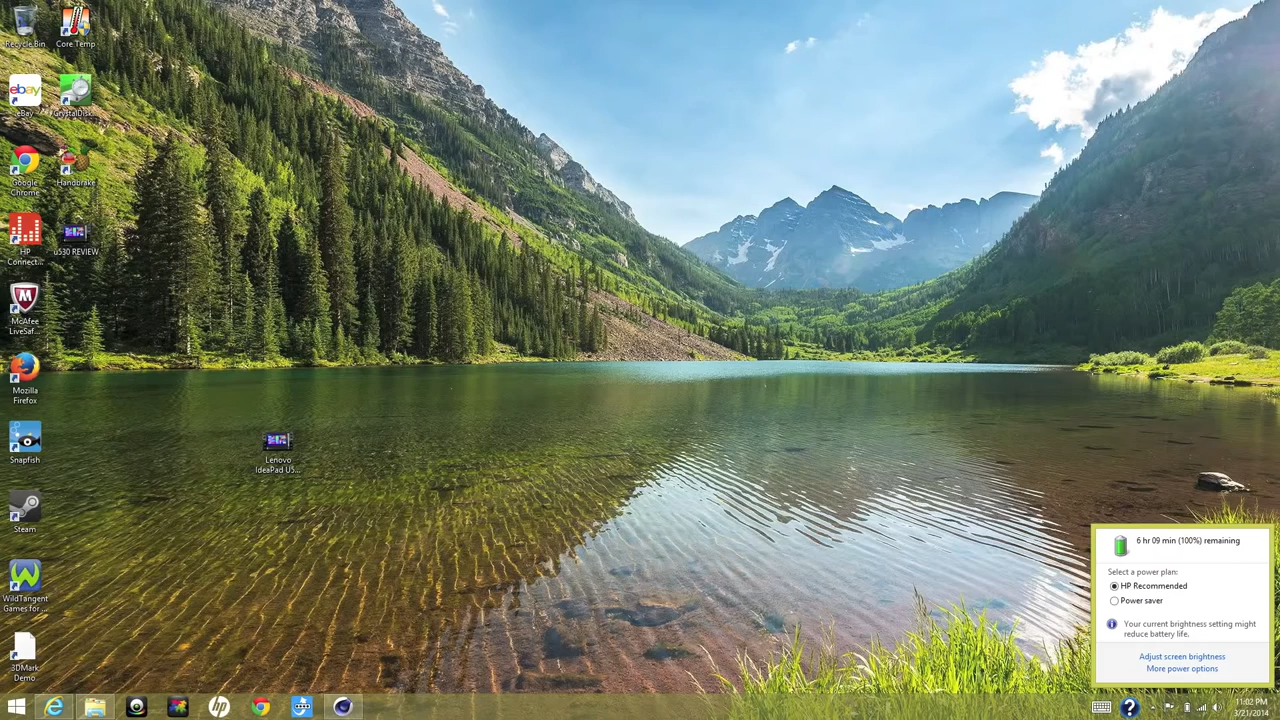 Recycle Bin
Core Temp
ebay
eBay
CrystalDisk...
Google
Chrome
Handbrake
HP
Connect...
u530 REVIEW
McAfee
LiveSaf...
Mozilla
Firefox
Snapfish
Lenovo
IdeaPad U5...
Steam
WildTangent
Games for ...
3DMark
Demo
6 hr 09 min (100%) remaining
Select a power plan:
HP Recommended
Power saver
Your current brightness setting might
reduce battery life.
Adjust screen brightness
More power options
hp
11:02 PM
3/21/2014